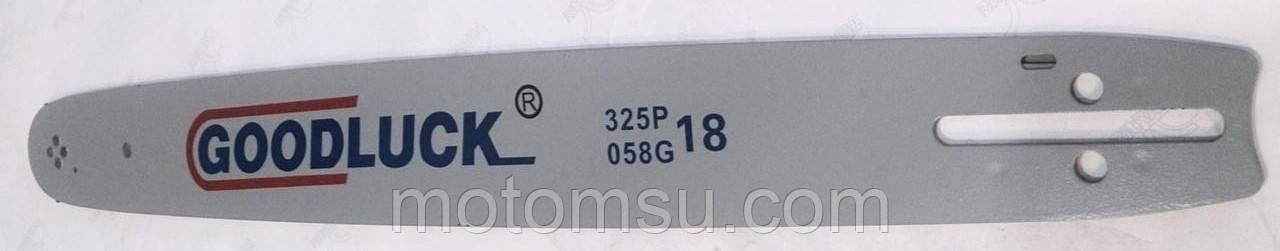 GOODLUCK ®
325P
058G 18
motomsu.com